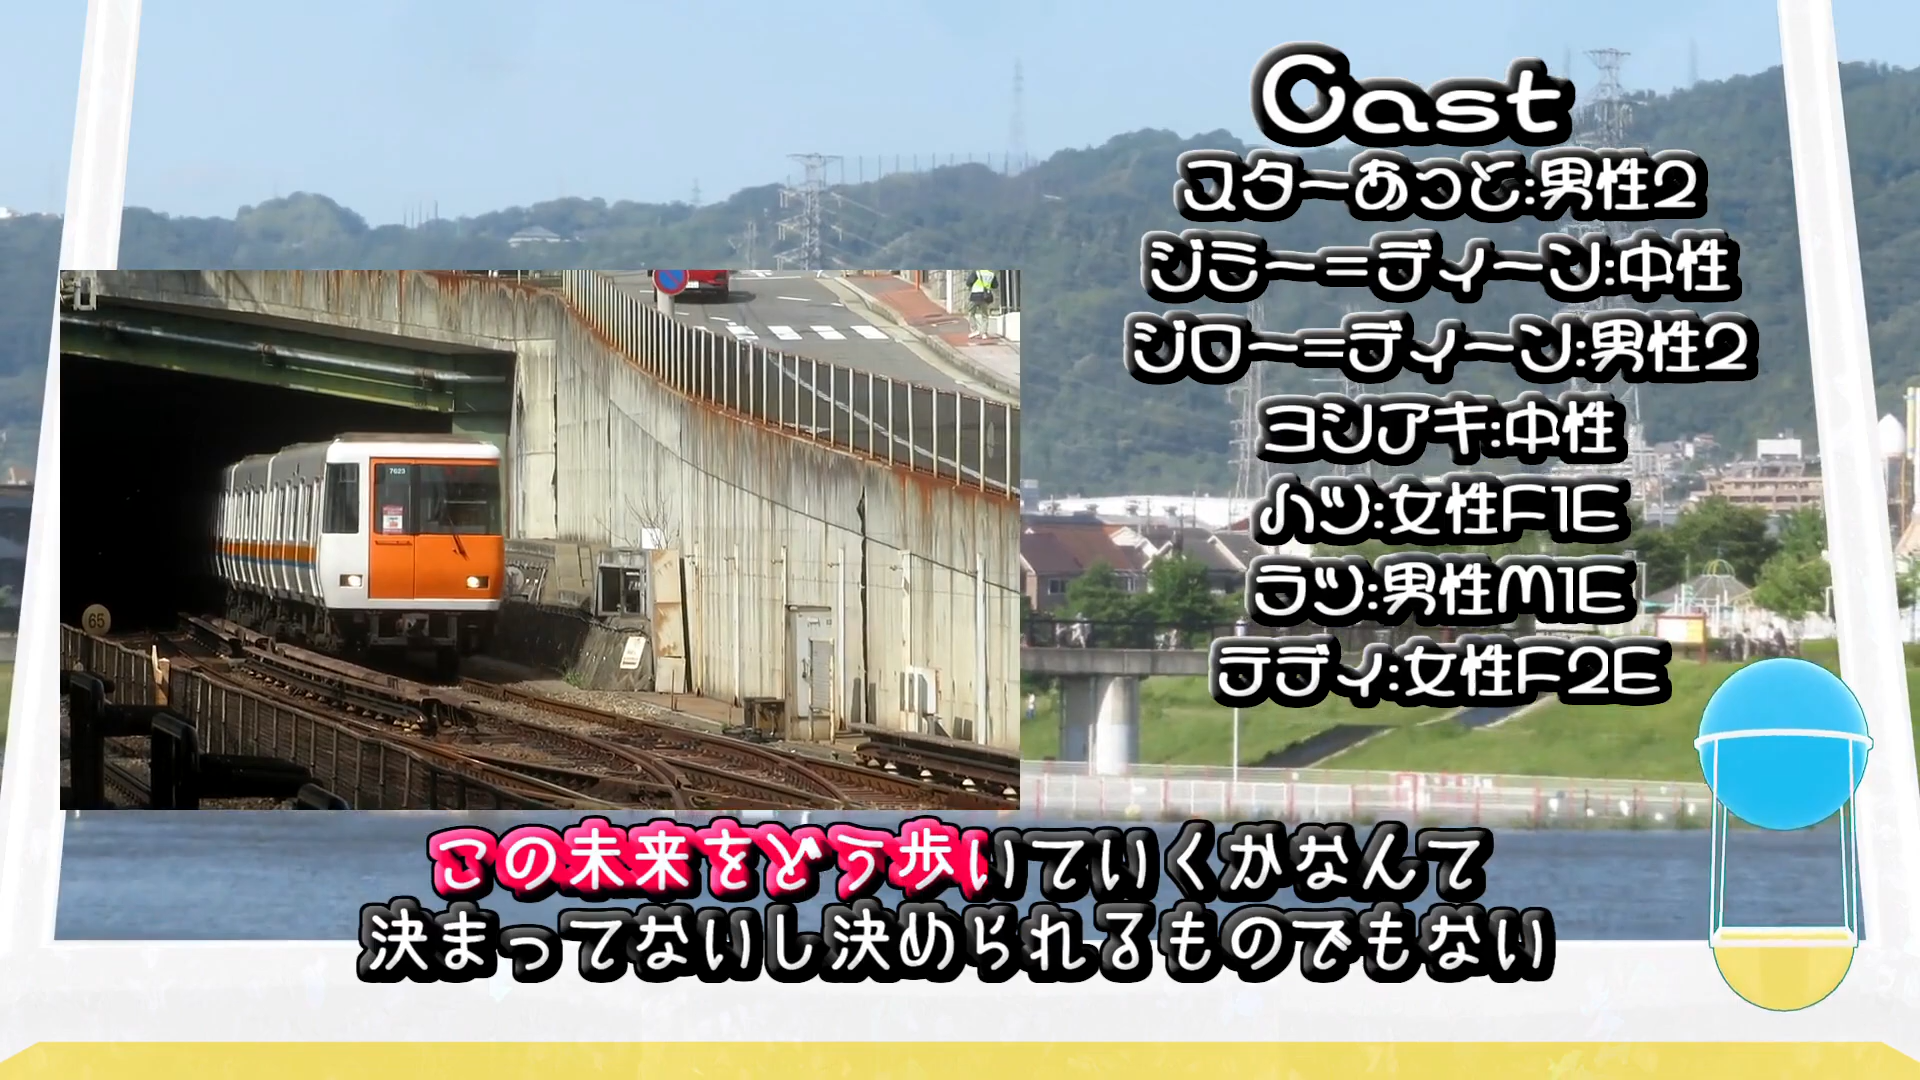 Cast
スターあっと:男性2
ジミー=ディーン:中性
ジロー=ディーン:男性2
ヨシアキ:中性
ハツ:女性F1E
ラツ:男性M1E
テディ:女性F2E
7623
65
この未来をどう歩いていくかなんて
決まってないし決められるものでもない